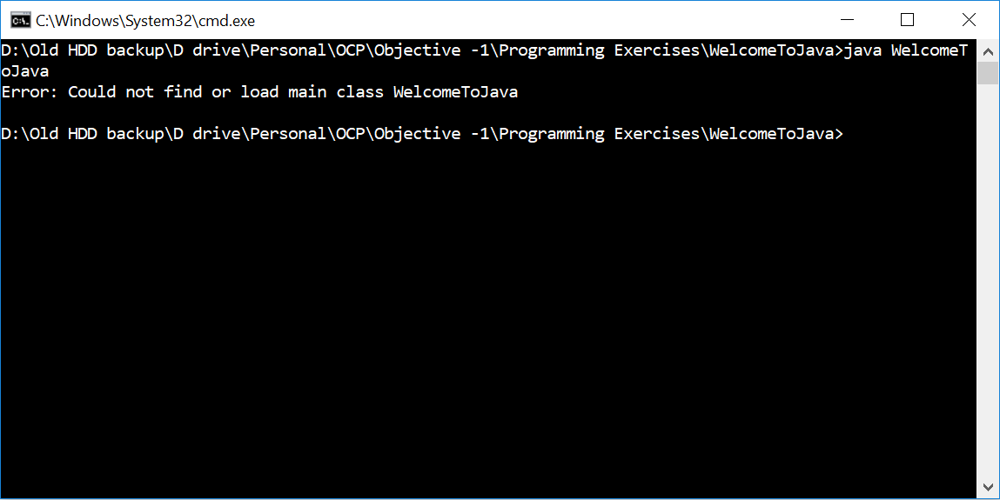 C:\Windows\System32\cmd.exe
D:\Old HDD backup\D drive\Personal\OCP\Objective -1\Programming Exercises\WelcomeToJava>java WelcomeT
oJava
Error: Could not find or load main class WelcomeToJava
D:\Old HDD backup\D drive\Personal\OCP\Objective -1\Programming Exercises\WelcomeToJava>